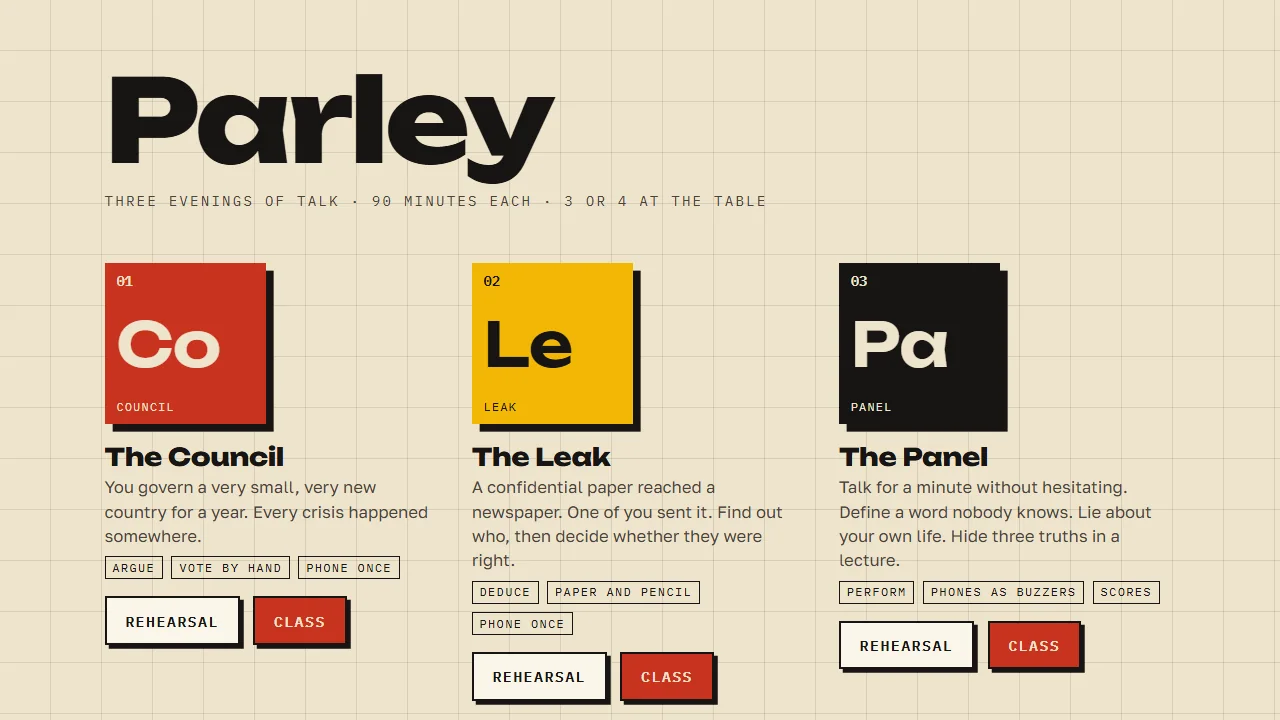 Parley
THREE EVENINGS OF TALK · 90 MINUTES EACH · 3 OR 4 AT THE TABLE
01
Co
COUNCIL
The Council
You govern a very small, very new
country for a year. Every crisis happened
somewhere.
ARGUE VOTE BY HAND PHONE ONCE
REHEARSAL CLASS
02
Le
LEAK
The Leak
A confidential paper reached a
newspaper. One of you sent it. Find out
who, then decide whether they were
right.
DEDUCE PAPER AND PENCIL
PHONE ONCE
REHEARSAL CLASS
03
Pa
PANEL
The Panel
Talk for a minute without hesitating.
Define a word nobody knows. Lie about
your own life. Hide three truths in a
lecture.
PERFORM PHONES AS BUZZERS SCORES
REHEARSAL CLASS